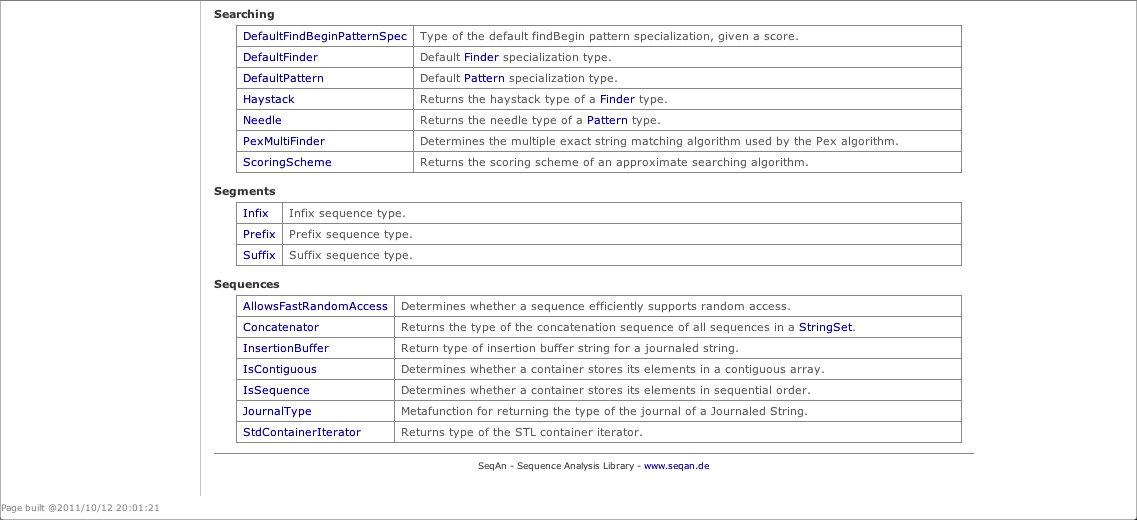 Searching
DefaultFindBeginPatternSpec Type of the default findBegin pattern specialization, given a score.
DefaultFinder Default Finder specialization type.
DefaultPattern Default Pattern specialization type.
Haystack Returns the haystack type of a Finder type.
Needle Returns the needle type of a Pattern type.
PexMultiFinder Determines the multiple exact string matching algorithm used by the Pex algorithm.
ScoringScheme Returns the scoring scheme of an approximate searching algorithm.
Segments
Infix Infix sequence type.
Prefix Prefix sequence type.
Suffix Suffix sequence type.
Sequences
AllowsFastRandomAccess Determines whether a sequence efficiently supports random access.
Concatenator Returns the type of the concatenation sequence of all sequences in a StringSet.
InsertionBuffer Return type of insertion buffer string for a journaled string.
IsContiguous Determines whether a container stores its elements in a contiguous array.
IsSequence Determines whether a container stores its elements in sequential order.
JournalType Metafunction for returning the type of the journal of a Journaled String.
StdContainerIterator Returns type of the STL container iterator.
SeqAn - Sequence Analysis Library - www.seqan.de
Page built @2011/10/12 20:01:21